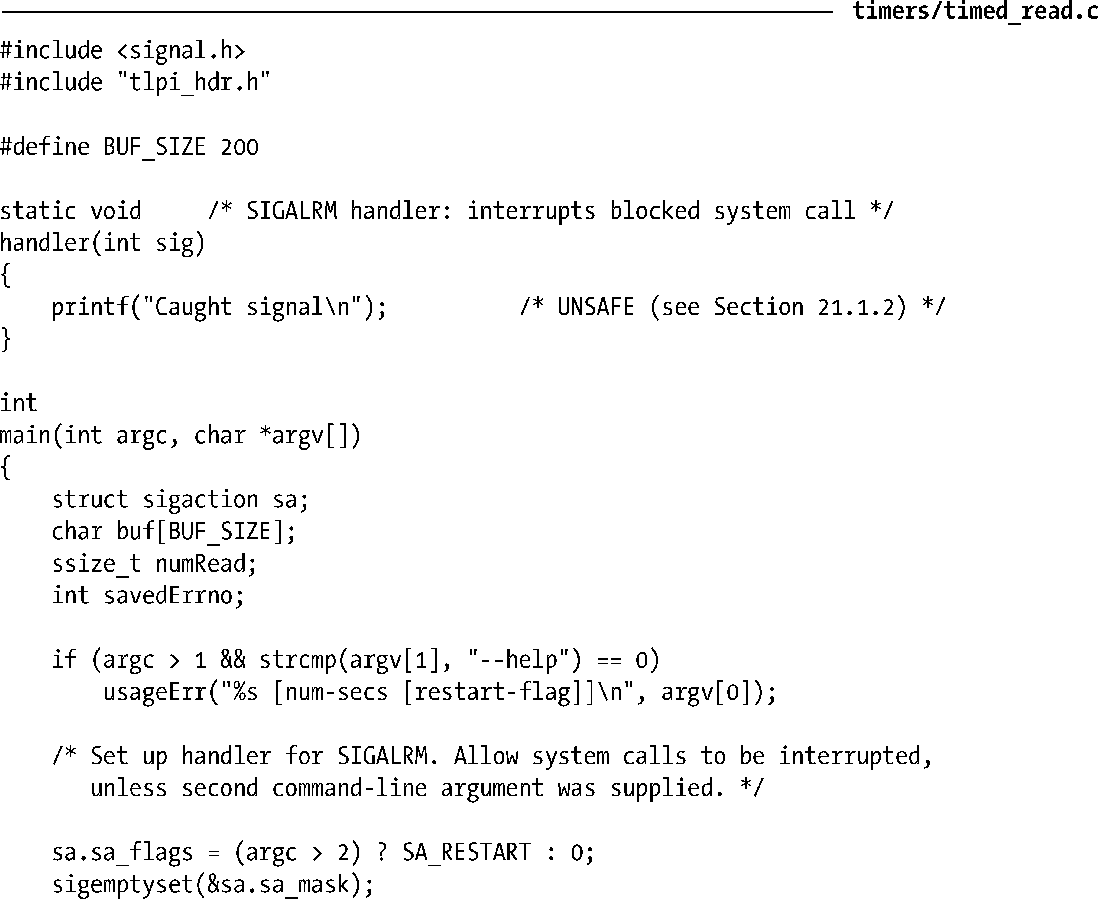 timers/timed_read.c
#include <signal.h>
#include "tlpi_hdr.h"
#define BUF_SIZE 200
static void     /* SIGALRM handler: interrupts blocked system call */
handler(int sig)
{
    printf("Caught signal\n");          /* UNSAFE (see Section 21.1.2) */
}
int
main(int argc, char *argv[])
{
    struct sigaction sa;
    char buf[BUF_SIZE];
    ssize_t numRead;
    int savedErrno;
    if (argc > 1 && strcmp(argv[1], "--help") == 0)
        usageErr("%s [num-secs [restart-flag]]\n", argv[0]);
    /* Set up handler for SIGALRM. Allow system calls to be interrupted,
       unless second command-line argument was supplied. */
    sa.sa_flags = (argc > 2) ? SA_RESTART : 0;
    sigemptyset(&sa.sa_mask);